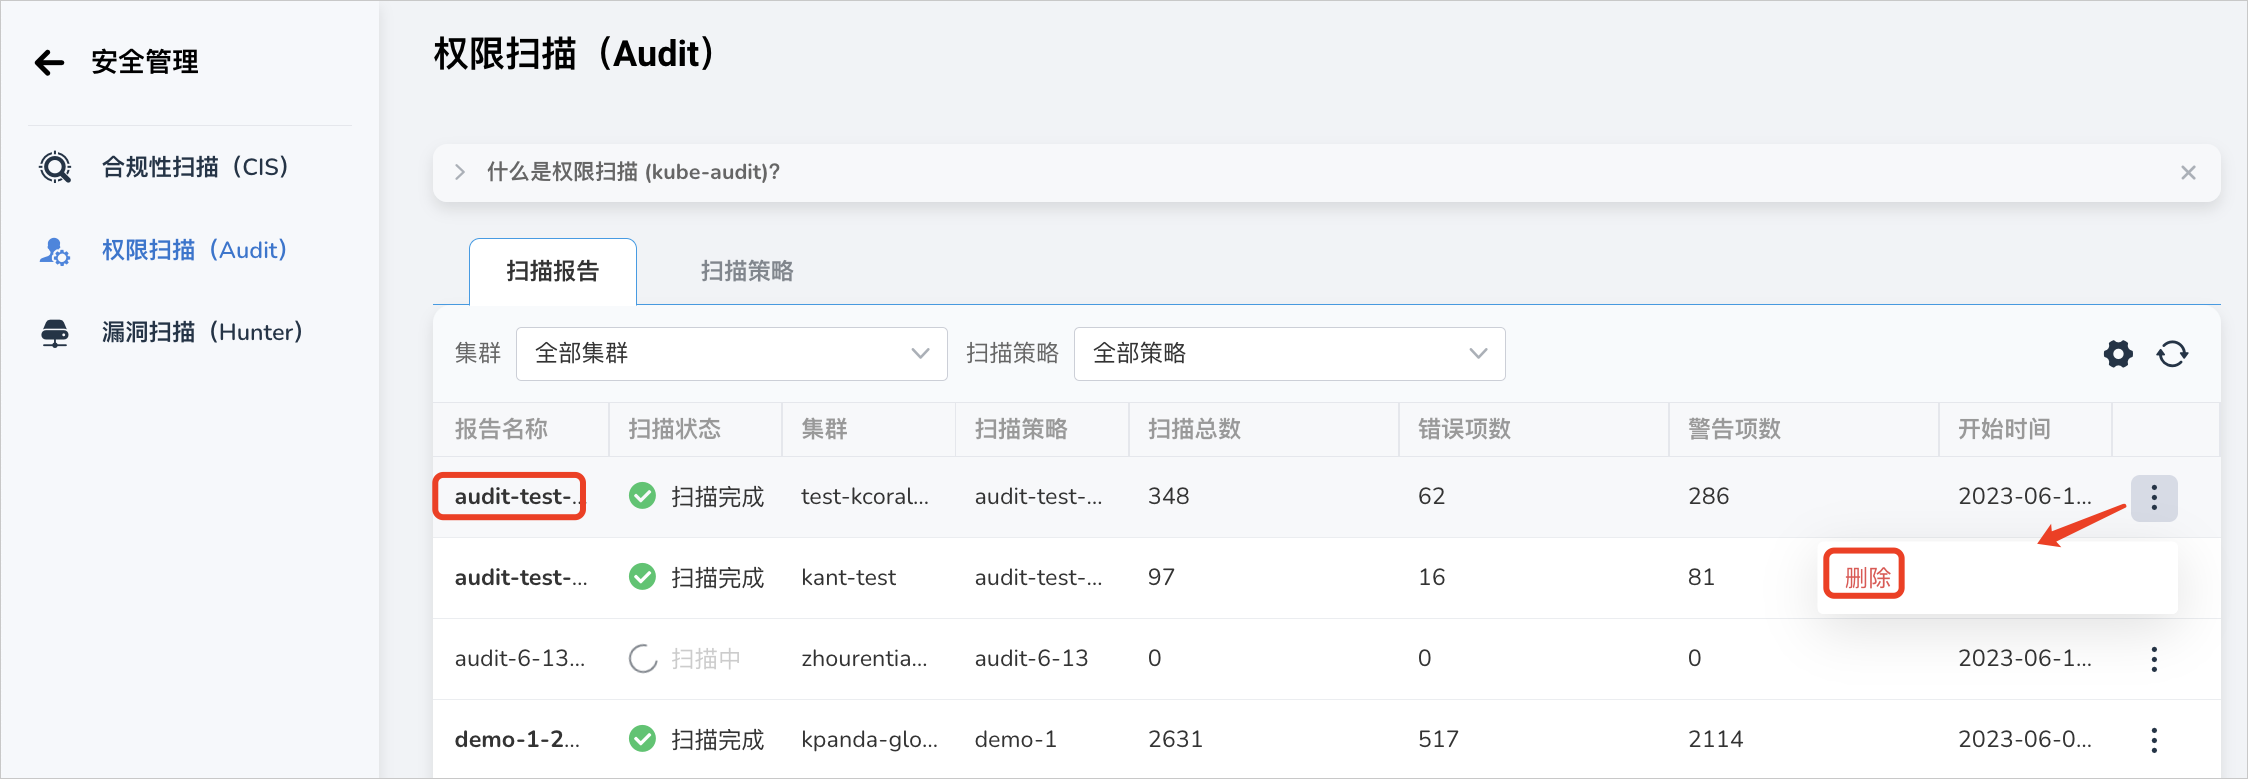 安全管理
合规性扫描（CIS）
权限扫描（Audit）
漏洞扫描（Hunter）
权限扫描（Audit）
什么是权限扫描 (kube-audit)?
扫描报告 扫描策略
集群 全部集群 扫描策略 全部策略
报告名称 扫描状态 集群 扫描策略 扫描总数 错误项数 警告项数 开始时间
audit-test-... 扫描完成 test-kcoral... audit-test-... 348 62 286 2023-06-1...
audit-test-... 扫描完成 kant-test audit-test-... 97 16 81
删除
audit-6-13... 扫描中 zhourentia... audit-6-13 0 0 0 2023-06-1...
demo-1-2... 扫描完成 kpanda-glo... demo-1 2631 517 2114 2023-06-0...